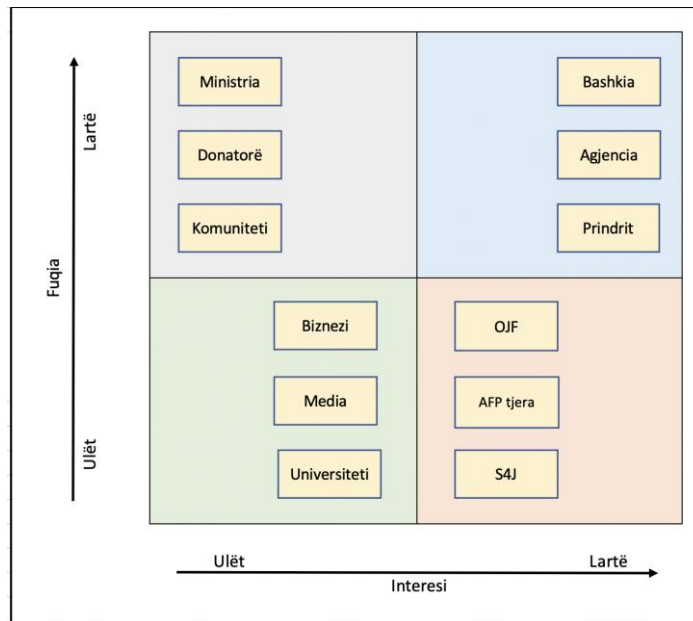 Ministria
Bashkia
Donatorë
Agjencia
Komuniteti
Prindrit
Biznezi
OJF
Media
AFP tjera
Universiteti
S4J
Lartë
Fuqia
Ulët
Ulët
Lartë
Interesi